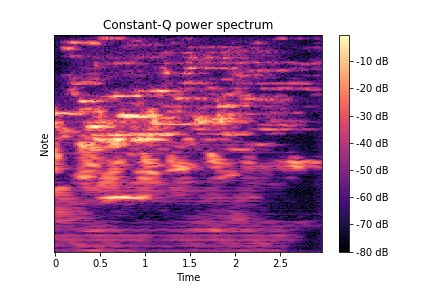 Constant-Q power spectrum
Note
-10 dB
-20 dB
-30 dB
-40 dB
-50 dB
-60 dB
-70 dB
-80 dB
0 0.5 1 1.5 2 2.5
Time